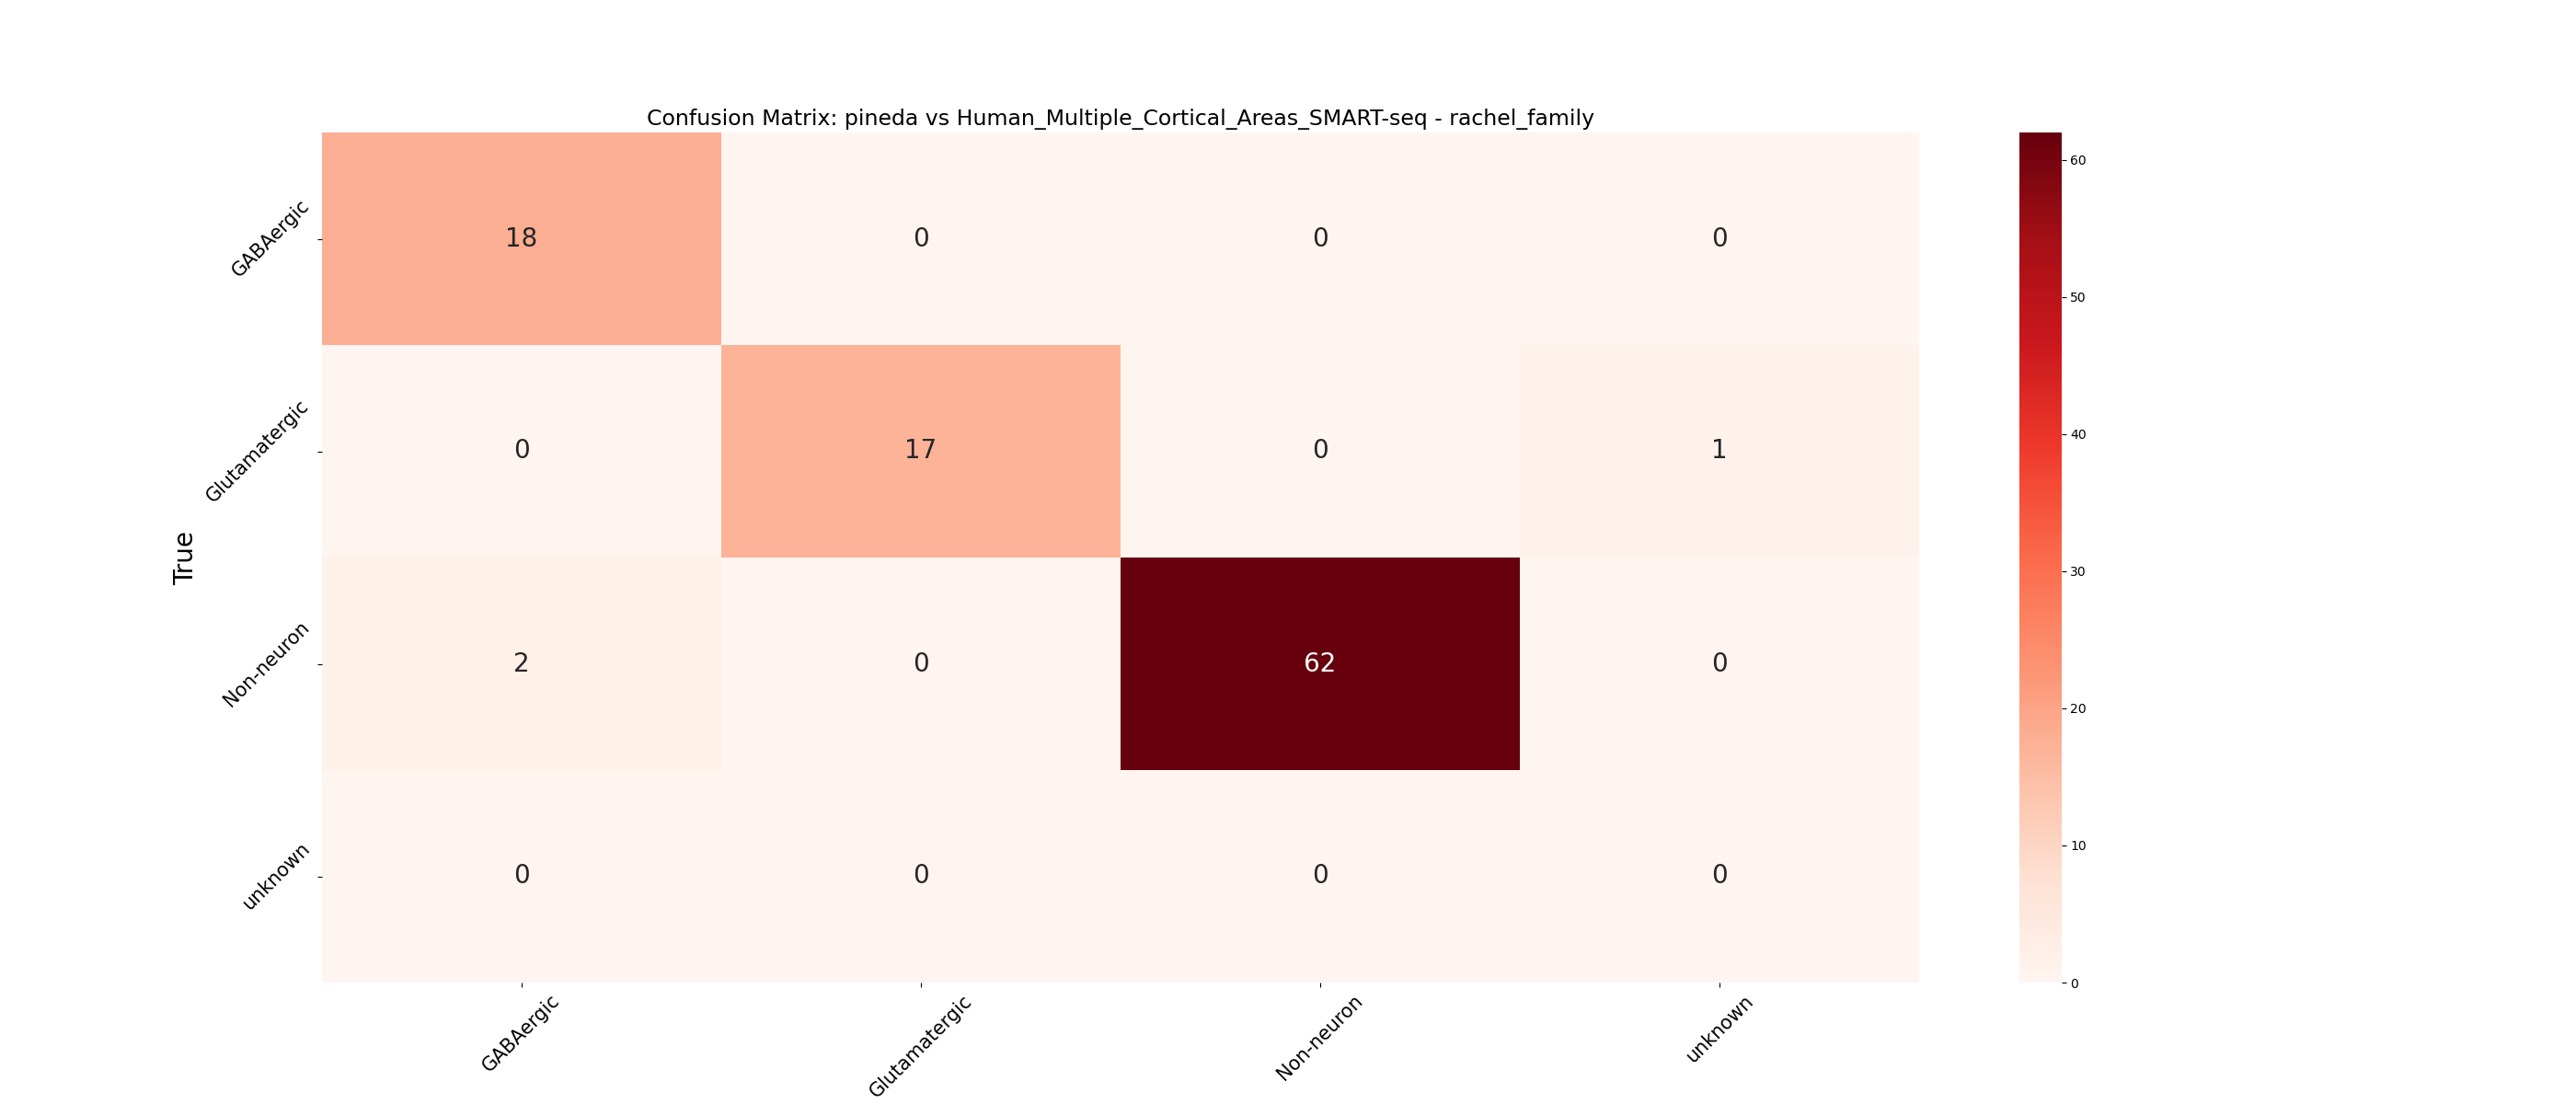 Confusion Matrix: pineda vs Human_Multiple_Cortical_Areas_SMART-seq - rachel_family
True
GABAergic
18 0 0 0
Glutamatergic
0 17 0 1
Non-neuron
2 0 62 0
unknown
0 0 0 0
GABAergic Glutamatergic Non-neuron unknown
60
50
40
30
20
10
0